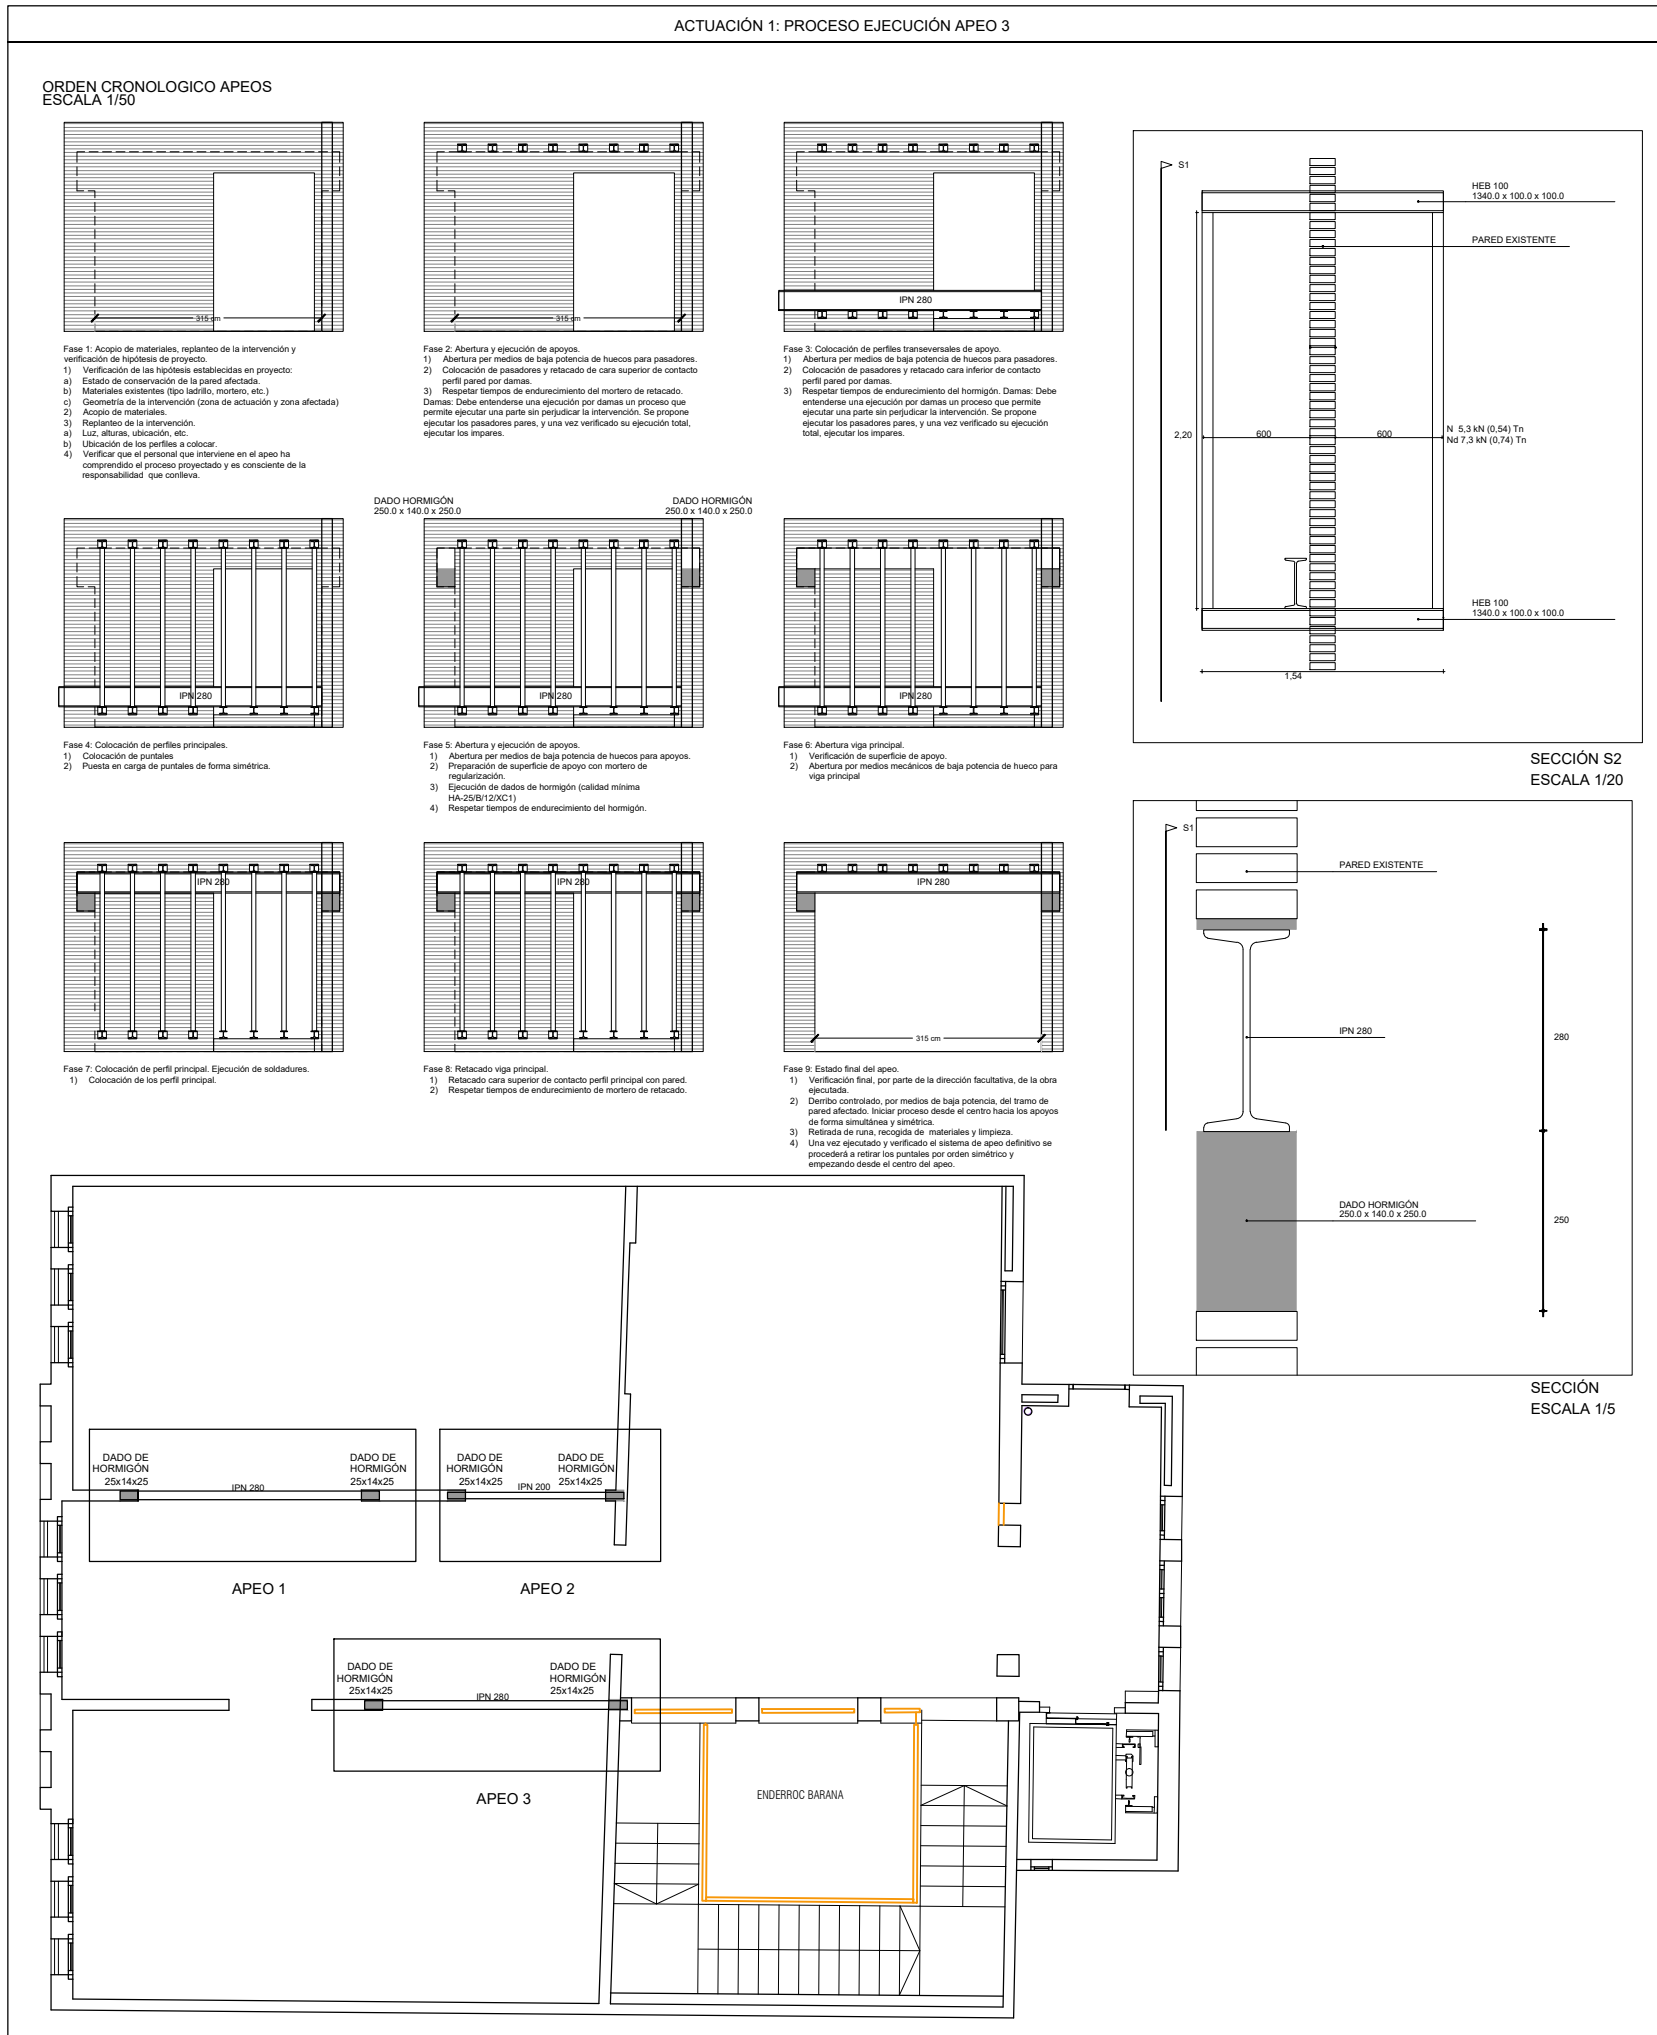 ACTUACIÓN 1: PROCESO EJECUCIÓN APEO 3
ORDEN CRONOLOGICO APEOS
ESCALA 1/50
315 cm
Fase 1: Acopio de materiales, replanteo de la intervención y
verificación de hipótesis de proyecto.
1) Verificación de las hipótesis establecidas en proyecto:
a) Estado de conservación de la pared afectada.
b) Materiales existentes (tipo ladrillo, mortero, etc.)
c) Geometría de la intervención (zona de actuación y zona afectada)
2) Acopio de materiales.
3) Replanteo de la intervención.
a) Luz, alturas, ubicación, etc.
b) Ubicación de los perfiles a colocar.
4) Verificar que el personal que interviene en el apeo ha
comprendido el proceso proyectado y es consciente de la
responsabilidad que conlleva.
315 cm
Fase 2: Abertura y ejecución de apoyos.
1) Abertura per medios de baja potencia de huecos para pasadores.
2) Colocación de pasadores y retacado de cara superior de contacto
perfil pared por damas.
3) Respetar tiempos de endurecimiento del mortero de retacado.
Damas: Debe entenderse una ejecución por damas un proceso que
permite ejecutar una parte sin perjudicar la intervención. Se propone
ejecutar los pasadores pares, y una vez verificado su ejecución total,
ejecutar los impares.
IPN 280
Fase 3: Colocación de perfiles transeversales de apoyo.
1) Abertura per medios de baja potencia de huecos para pasadores.
2) Colocación de pasadores y retacado cara inferior de contacto
perfil pared por damas.
3) Respetar tiempos de endurecimiento del hormigón. Damas: Debe
entenderse una ejecución por damas un proceso que permite
ejecutar una parte sin perjudicar la intervención. Se propone
ejecutar los pasadores pares, y una vez verificado su ejecución
total, ejecutar los impares.
S1
HEB 100
1340.0 x 100.0 x 100.0
PARED EXISTENTE
2,20
600
600
N 5,3 kN (0,54) Tn
Nd 7,3 kN (0,74) Tn
HEB 100
1340.0 x 100.0 x 100.0
1,54
SECCIÓN S2
ESCALA 1/20
IPN 280
Fase 4: Colocación de perfiles principales.
1) Colocación de puntales
2) Puesta en carga de puntales de forma simétrica.
DADO HORMIGÓN
250.0 x 140.0 x 250.0
DADO HORMIGÓN
250.0 x 140.0 x 250.0
IPN 280
Fase 5: Abertura y ejecución de apoyos.
1) Abertura per medios de baja potencia de huecos para apoyos.
2) Preparación de superficie de apoyo con mortero de
regularización.
3) Ejecución de dados de hormigón (calidad mínima
HA-25/B/12/XC1)
4) Respetar tiempos de endurecimiento del hormigón.
IPN 280
Fase 6: Abertura viga principal.
1) Verificación de superficie de apoyo.
2) Abertura por medios mecánicos de baja potencia de hueco para
viga principal
IPN 280
Fase 7: Colocación de perfil principal. Ejecución de soldadures.
1) Colocación de los perfil principal.
IPN 280
Fase 8: Retacado viga principal.
1) Retacado cara superior de contacto perfil principal con pared.
2) Respetar tiempos de endurecimiento de mortero de retacado.
IPN 280
315 cm
Fase 9: Estado final del apeo.
1) Verificación final, por parte de la dirección facultativa, de la obra
ejecutada.
2) Derribo controlado, por medios de baja potencia, del tramo de
pared afectado. Iniciar proceso desde el centro hacia los apoyos
de forma simultánea y simétrica.
3) Retirada de runa, recogida de materiales y limpieza.
4) Una vez ejecutado y verificado el sistema de apeo definitivo se
procederá a retirar los puntales por orden simétrico y
empezando desde el centro del apeo.
S1
PARED EXISTENTE
IPN 280
280
DADO HORMIGÓN
250.0 x 140.0 x 250.0
250
SECCIÓN
ESCALA 1/5
DADO DE
HORMIGÓN
25x14x25
IPN 280
DADO DE
HORMIGÓN
25x14x25
APEO 1
DADO DE
HORMIGÓN
25x14x25
IPN 200
DADO DE
HORMIGÓN
25x14x25
APEO 2
DADO DE
HORMIGÓN
25x14x25
IPN 280
DADO DE
HORMIGÓN
25x14x25
APEO 3
ENDERROC BARANA